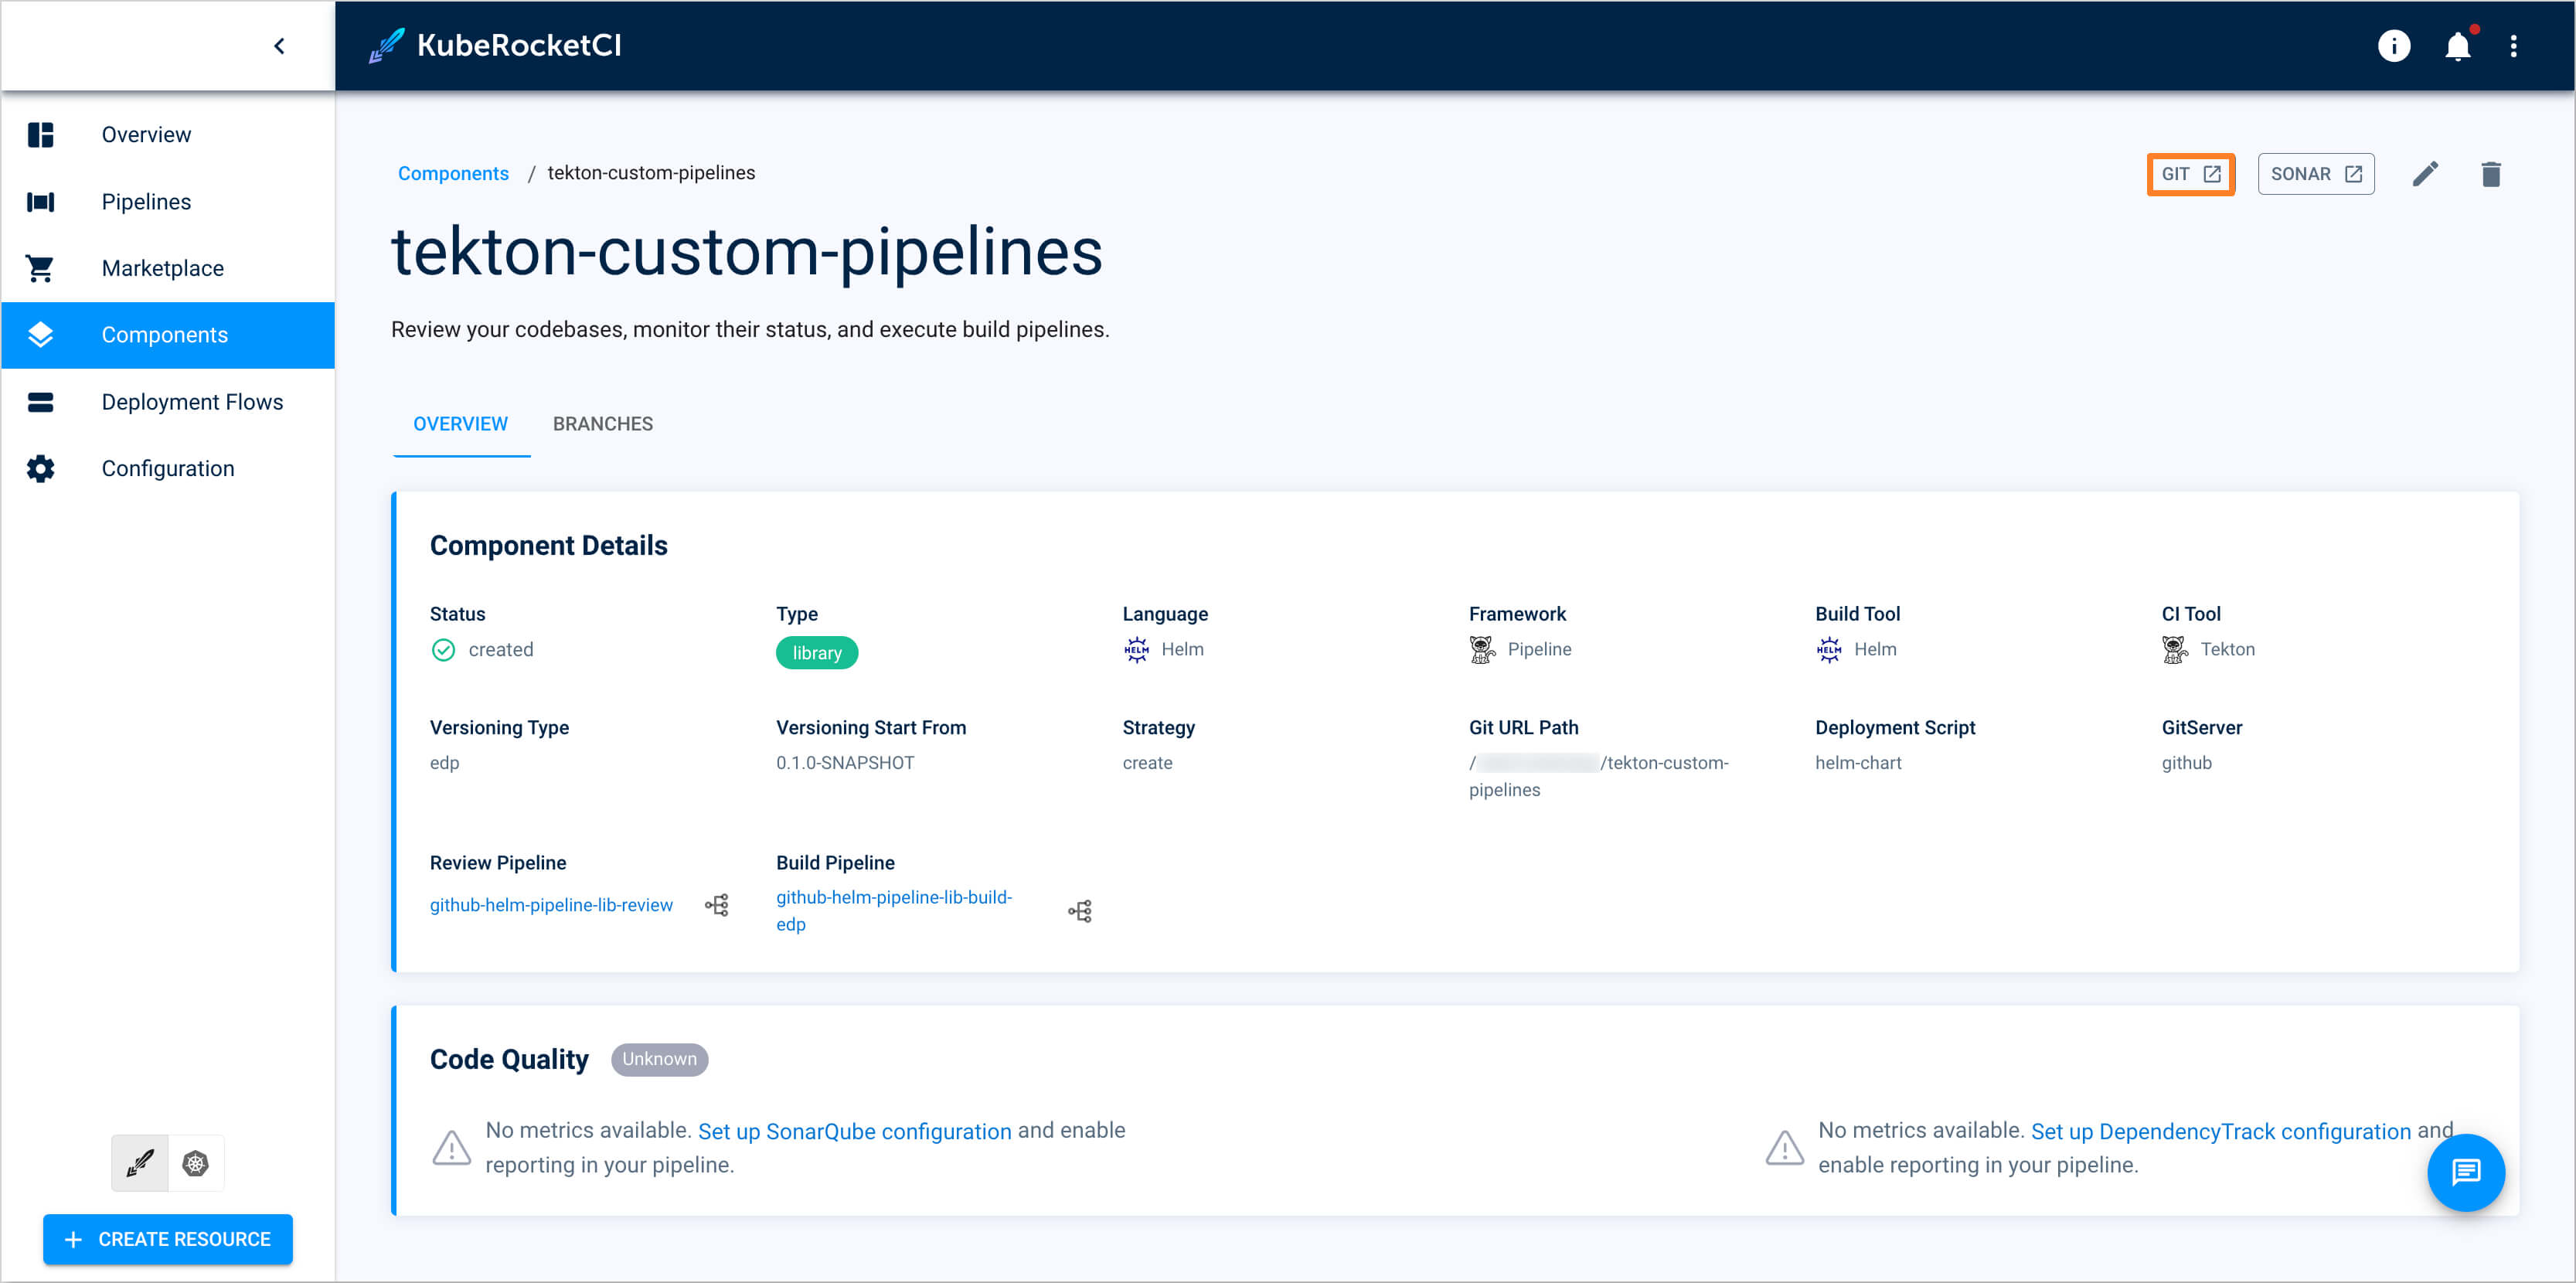 KubeRocketCI
Overview
Pipelines
Marketplace
Components
Deployment Flows
Configuration
CREATE RESOURCE
Components / tekton-custom-pipelines
GIT
SONAR
tekton-custom-pipelines
Review your codebases, monitor their status, and execute build pipelines.
OVERVIEW
BRANCHES
Component Details
Status
created
Type
library
Language
HELM
Helm
Framework
Pipeline
Build Tool
HELM
Helm
CI Tool
Tekton
Versioning Type
edp
Versioning Start From
0.1.0-SNAPSHOT
Strategy
create
Git URL Path
/ /tekton-custom-
pipelines
Deployment Script
helm-chart
GitServer
github
Review Pipeline
github-helm-pipeline-lib-review
Build Pipeline
github-helm-pipeline-lib-build-
edp
Code Quality
Unknown
No metrics available. Set up SonarQube configuration and enable
reporting in your pipeline.
No metrics available. Set up DependencyTrack configuration and
enable reporting in your pipeline.